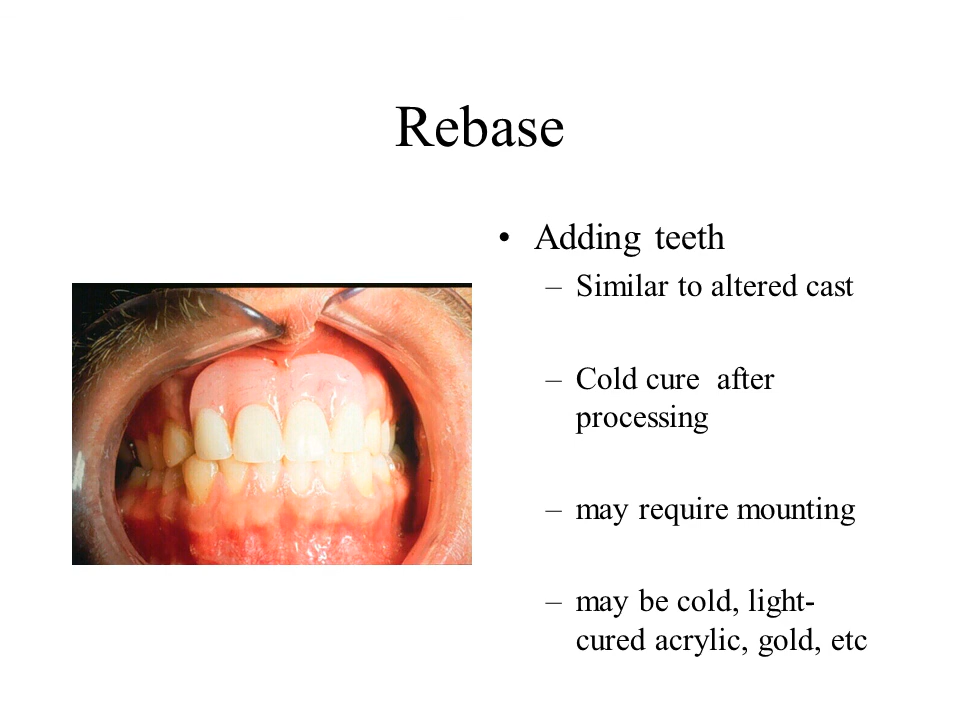 Rebase
• Adding teeth
– Similar to altered cast
– Cold cure after
processing
– may require mounting
– may be cold, light-
cured acrylic, gold, etc